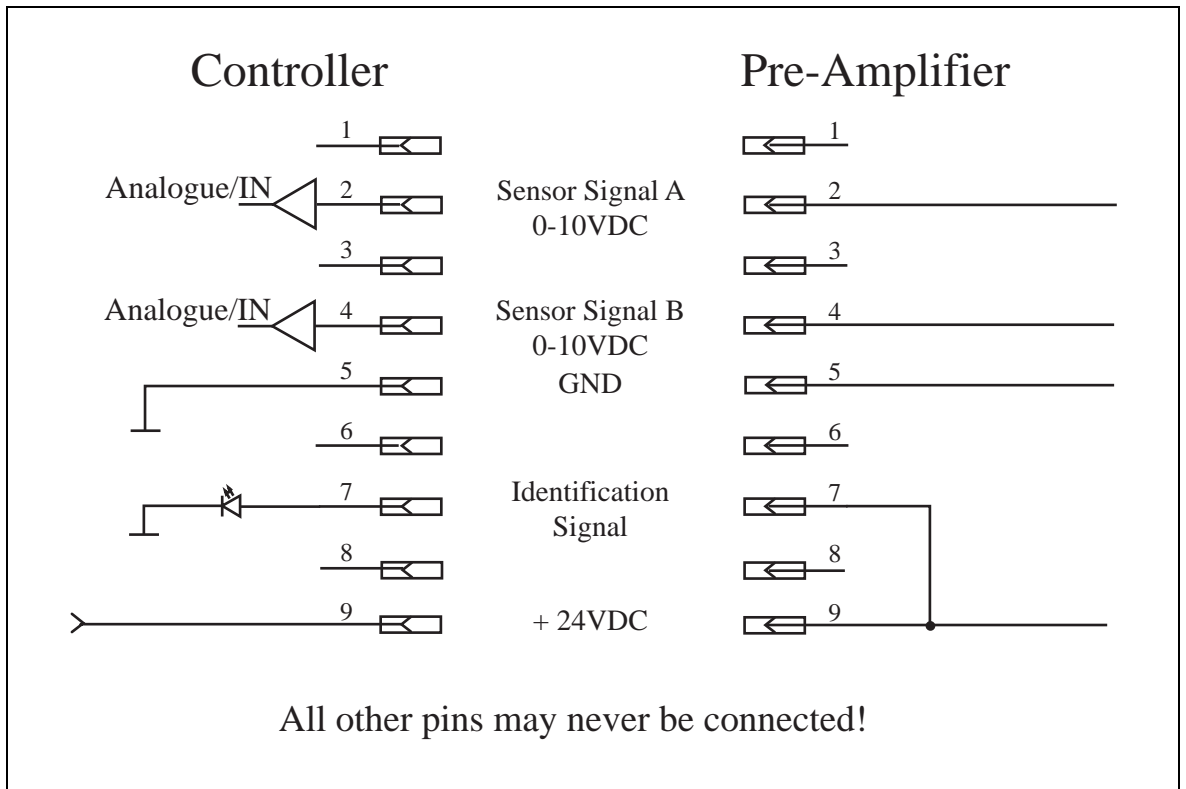 Controller Pre-Amplifier
1 1
Analogue/IN 2 Sensor Signal A 2
0-10VDC
3 3
Analogue/IN 4 Sensor Signal B 4
0-10VDC
5 GND 5
6 6
7 Identification 7
Signal
8 8
9 + 24VDC 9
All other pins may never be connected!